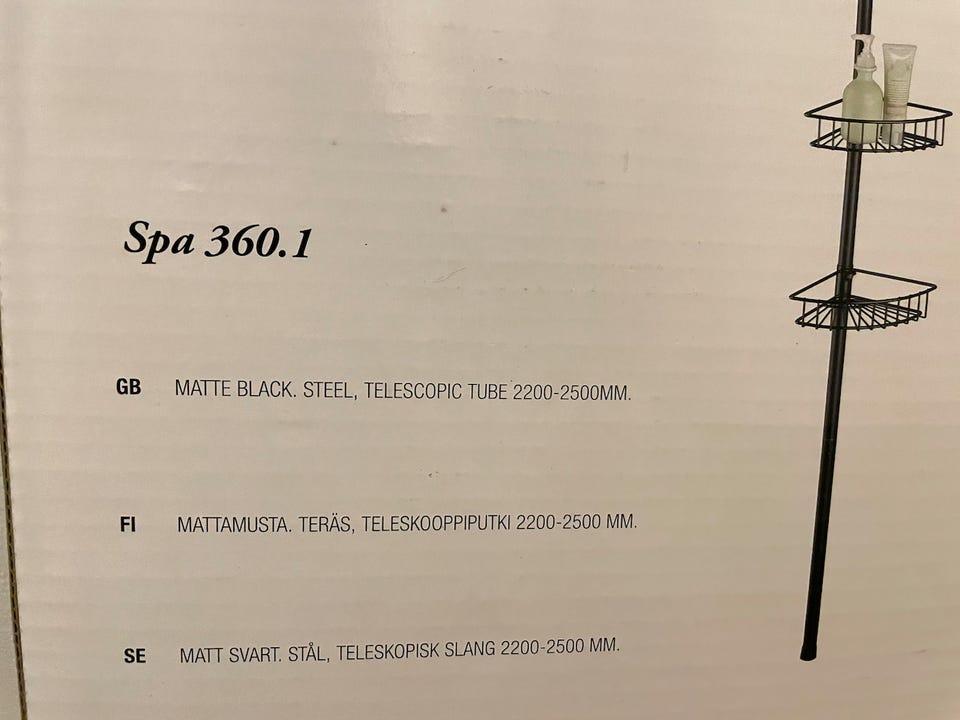 Spa 360.1
GB MATTE BLACK. STEEL, TELESCOPIC TUBE 2200-2500MM.
FI MATTAMUSTA. TERÄS, TELESKOOPPIPUTKI 2200-2500 MM.
SE MATT SVART. STÅL, TELESKOPISK SLANG 2200-2500 MM.